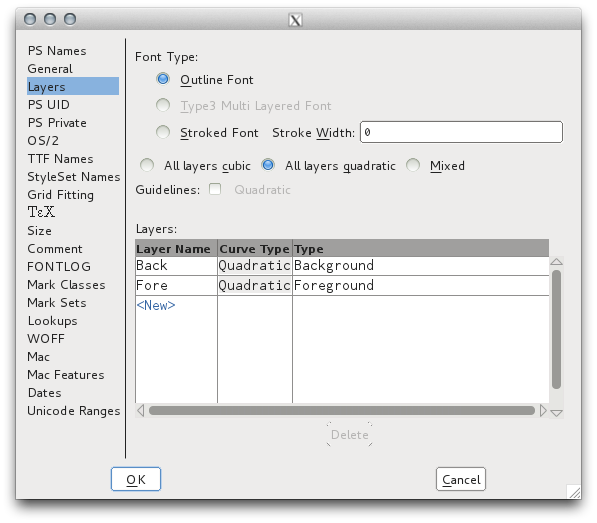 PS Names
General
Layers
PS UID
PS Private
OS/2
TTF Names
StyleSet Names
Grid Fitting
ΤεΧ
Size
Comment
FONTLOG
Mark Classes
Mark Sets
Lookups
WOFF
Mac
Mac Features
Dates
Unicode Ranges
Font Type:
Outline Font
Type3 Multi Layered Font
Stroked Font Stroke Width: 0
All layers cubic All layers quadratic Mixed
Guidelines: Quadratic
Layers:
Layer Name Curve Type Type
Back Quadratic Background
Fore Quadratic Foreground
<New>
Delete
OK Cancel